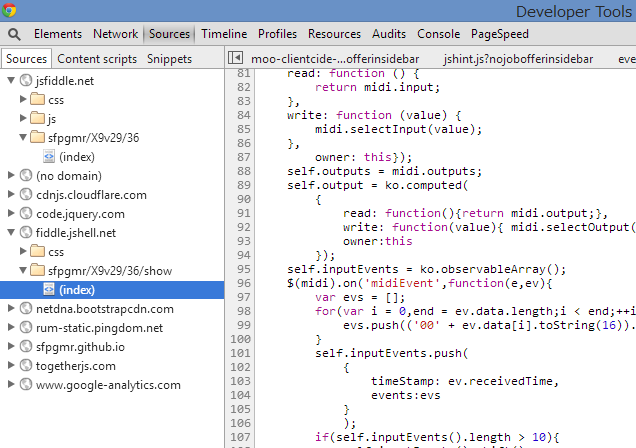 Developer Tools
Elements Network Sources Timeline Profiles Resources Audits Console PageSpeed
Sources Content scripts Snippets
moo-clientcide-...offerinsidebar jshint.js?nojobofferinsidebar eve
jsfiddle.net
css
js
sfpgmr/X9v29/36
(index)
(no domain)
cdnjs.cloudflare.com
code.jquery.com
fiddle.jshell.net
css
sfpgmr/X9v29/36/show
(index)
netdna.bootstrapcdn.com
rum-static.pingdom.net
sfpgmr.github.io
togetherjs.com
www.google-analytics.com
81 read: function () {
82 return midi.input;
83 },
84 write: function (value) {
85 midi.selectInput(value);
86 },
87 owner: this});
88 self.outputs = midi.outputs;
89 self.output = ko.computed(
90 {
91 read: function(){return midi.output;},
92 write: function(value){ midi.selectOutput(
93 owner:this
94 });
95 self.inputEvents = ko.observableArray();
96 $(midi).on('midiEvent',function(e,ev){
97 var evs = [];
98 for(var i = 0,end = ev.data.length;i < end;++i
99 evs.push(('00' + ev.data[i].toString(16)).
100 }
101 self.inputEvents.push(
102 {
103 timeStamp: ev.receivedTime,
104 events:evs
105 }
106 );
107 if(self.inputEvents().length > 10){